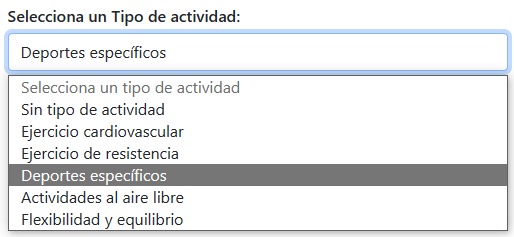 Selecciona un Tipo de actividad:
Deportes específicos
Selecciona un tipo de actividad
Sin tipo de actividad
Ejercicio cardiovascular
Ejercicio de resistencia
Deportes específicos
Actividades al aire libre
Flexibilidad y equilibrio